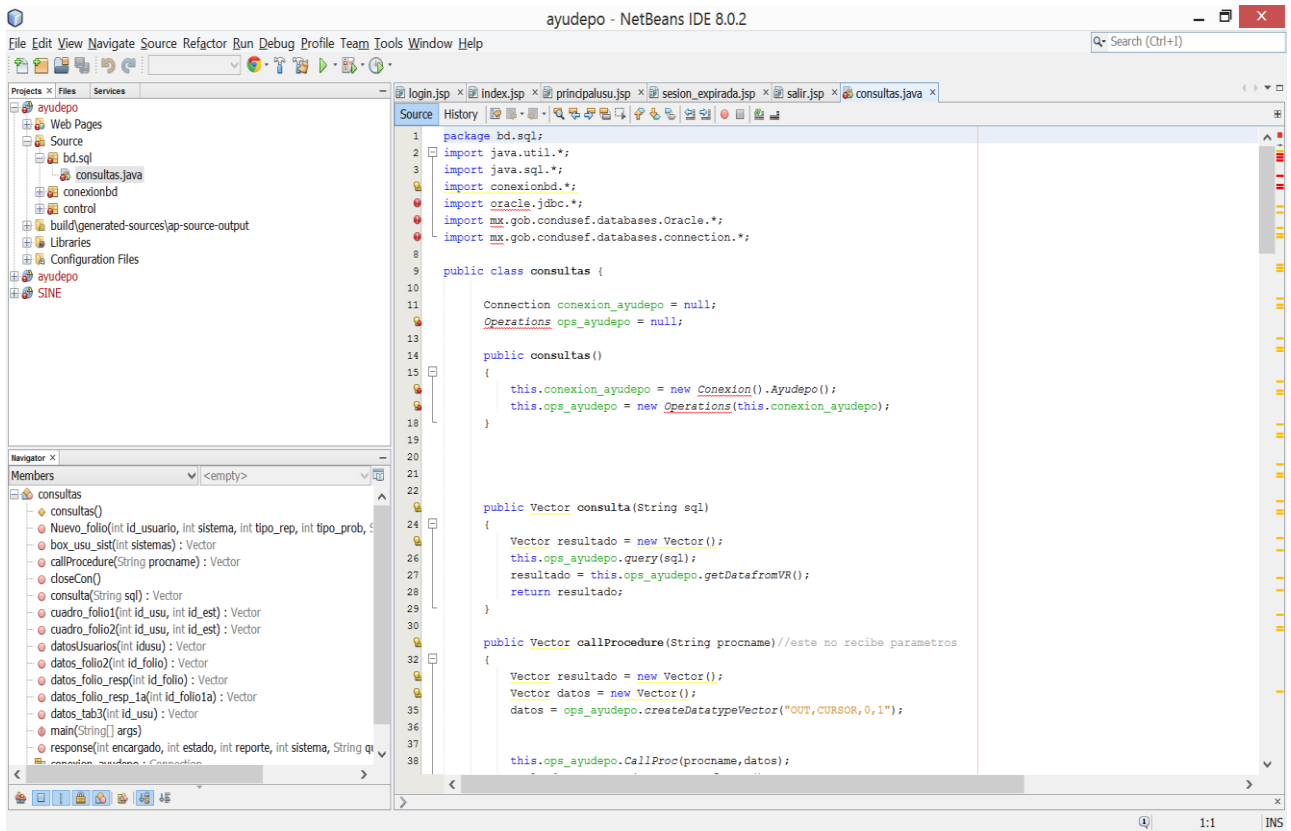 ayudepo - NetBeans IDE 8.0.2
File Edit View Navigate Source Refactor Run Debug Profile Team Tools Window Help
Search (Ctrl+I)
Projects × Files Services
ayudepo
Web Pages
Source
bd.sql
consultas.java
conexionbd
control
build\generated-sources\ap-source-output
Libraries
Configuration Files
ayudepo
SINE
Navigator ×
Members <empty>
consultas
consultas()
Nuevo_folio(int id_usuario, int sistema, int tipo_rep, int tipo_prob, S
box_usu_sist(int sistemas) : Vector
callProcedure(String procname) : Vector
closeCon()
consulta(String sql) : Vector
cuadro_folio1(int id_usu, int id_est) : Vector
cuadro_folio2(int id_usu, int id_est) : Vector
datosUsuarios(int idusu) : Vector
datos_folio2(int id_folio) : Vector
datos_folio_resp(int id_folio) : Vector
datos_folio_resp_1a(int id_folio1a) : Vector
datos_tab3(int id_usu) : Vector
main(String[] args)
response(int encargado, int estado, int reporte, int sistema, String qu
conexion_ayudepo : Connection
login.jsp × index.jsp × principalusu.jsp × sesion_expirada.jsp × salir.jsp × consultas.java ×
Source History
1 package bd.sql;
2 import java.util.*;
3 import java.sql.*;
import conexionbd.*;
import oracle.jdbc.*;
import mx.gob.condusef.databases.Oracle.*;
import mx.gob.condusef.databases.connection.*;
8
9 public class consultas {
10
11 Connection conexion_ayudepo = null;
Operations ops_ayudepo = null;
13
14 public consultas()
15 {
this.conexion_ayudepo = new Conexion().Ayudepo();
this.ops_ayudepo = new Operations(this.conexion_ayudepo);
18 }
19
20
21
22
public Vector consulta(String sql)
24 {
Vector resultado = new Vector();
26 this.ops_ayudepo.query(sql);
27 resultado = this.ops_ayudepo.getDatafromVR();
28 return resultado;
29 }
30
public Vector callProcedure(String procname)//este no recibe parametros
32 {
Vector resultado = new Vector();
Vector datos = new Vector();
35 datos = ops_ayudepo.createDatatypeVector("OUT,CURSOR,0,1");
36
37
38 this.ops_ayudepo.CallProc(procname,datos);
1:1 INS